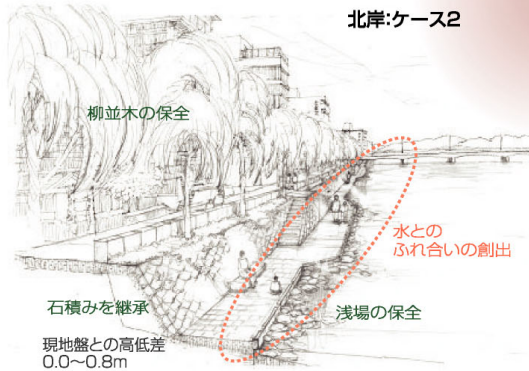 北岸:ケース2
柳並木の保全
水との
ふれ合いの創出
石積みを継承
浅場の保全
現地盤との高低差
0.0～0.8m